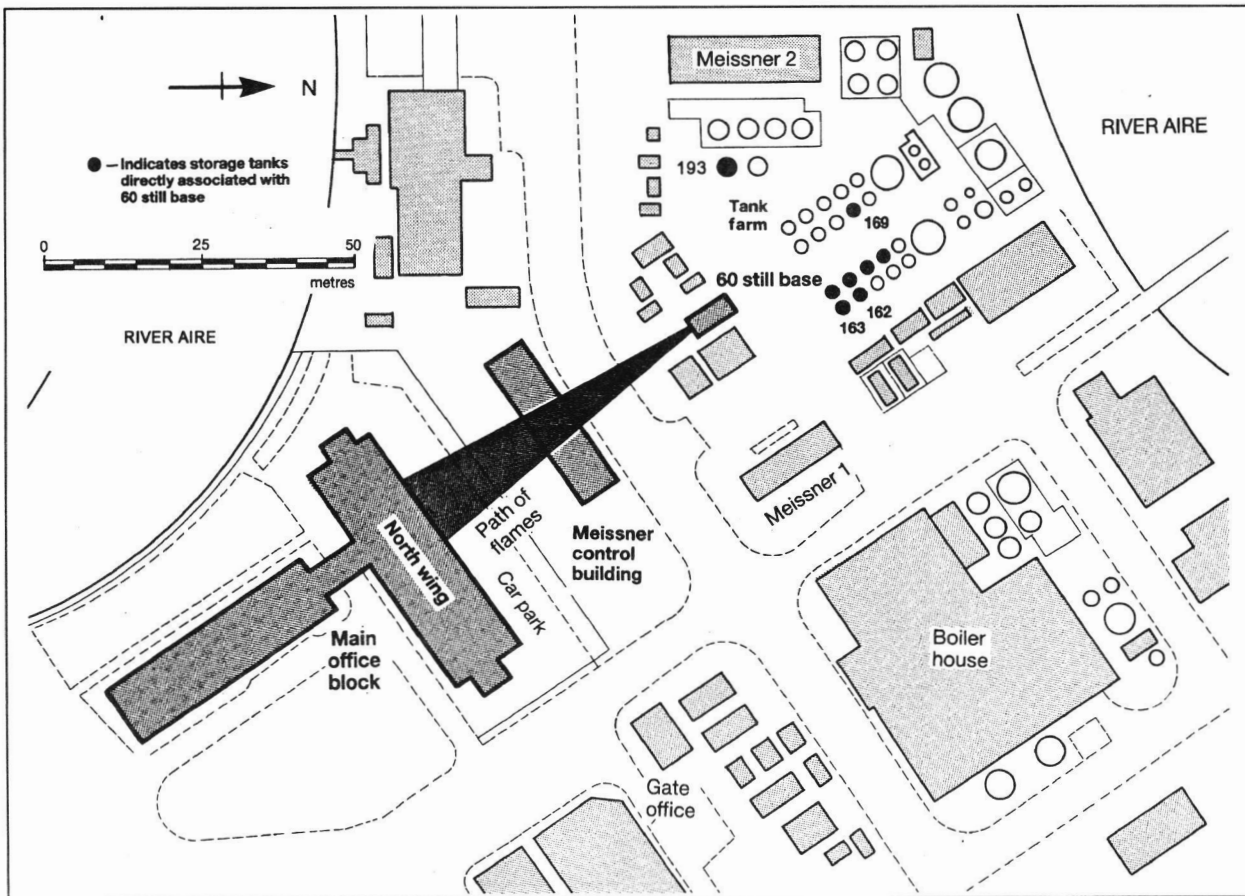 Meissner 2
N
RIVER AIRE
● – Indicates storage tanks
directly associated with
60 still base
193
Tank
farm
169
0 25 50
metres
60 still base
162
163
RIVER AIRE
Meissner 1
Path of
flames
Meissner
control
building
North wing
Car park
Main
office
block
Boiler
house
Gate
office